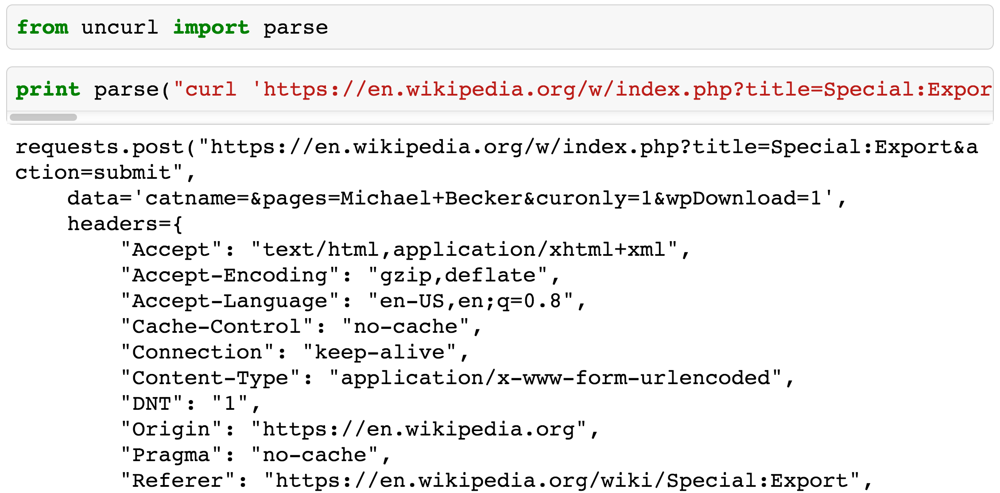 from uncurl import parse
print parse("curl 'https://en.wikipedia.org/w/index.php?title=Special:Expor
requests.post("https://en.wikipedia.org/w/index.php?title=Special:Export&a
ction=submit",
    data='catname=&pages=Michael+Becker&curonly=1&wpDownload=1',
    headers={
        "Accept": "text/html,application/xhtml+xml",
        "Accept-Encoding": "gzip,deflate",
        "Accept-Language": "en-US,en;q=0.8",
        "Cache-Control": "no-cache",
        "Connection": "keep-alive",
        "Content-Type": "application/x-www-form-urlencoded",
        "DNT": "1",
        "Origin": "https://en.wikipedia.org",
        "Pragma": "no-cache",
        "Referer": "https://en.wikipedia.org/wiki/Special:Export",